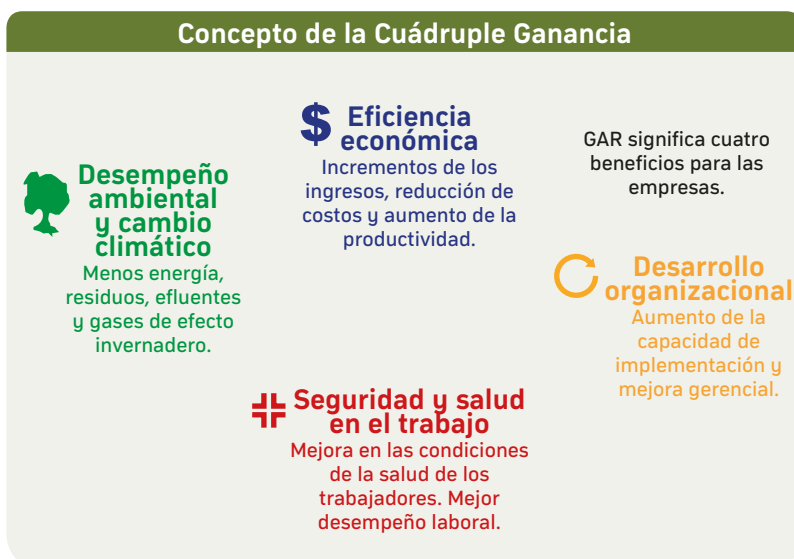 Concepto de la Cuádruple Ganancia
$ Eficiencia
económica
Incrementos de los
ingresos, reducción de
costos y aumento de la
productividad.
GAR significa cuatro
beneficios para las
empresas.
Desempeño
ambiental
y cambio
climático
Menos energía,
residuos, efluentes
y gases de efecto
invernadero.
Desarrollo
organizacional
Aumento de la
capacidad de
implementación y
mejora gerencial.
Seguridad y salud
en el trabajo
Mejora en las condiciones
de la salud de los
trabajadores. Mejor
desempeño laboral.